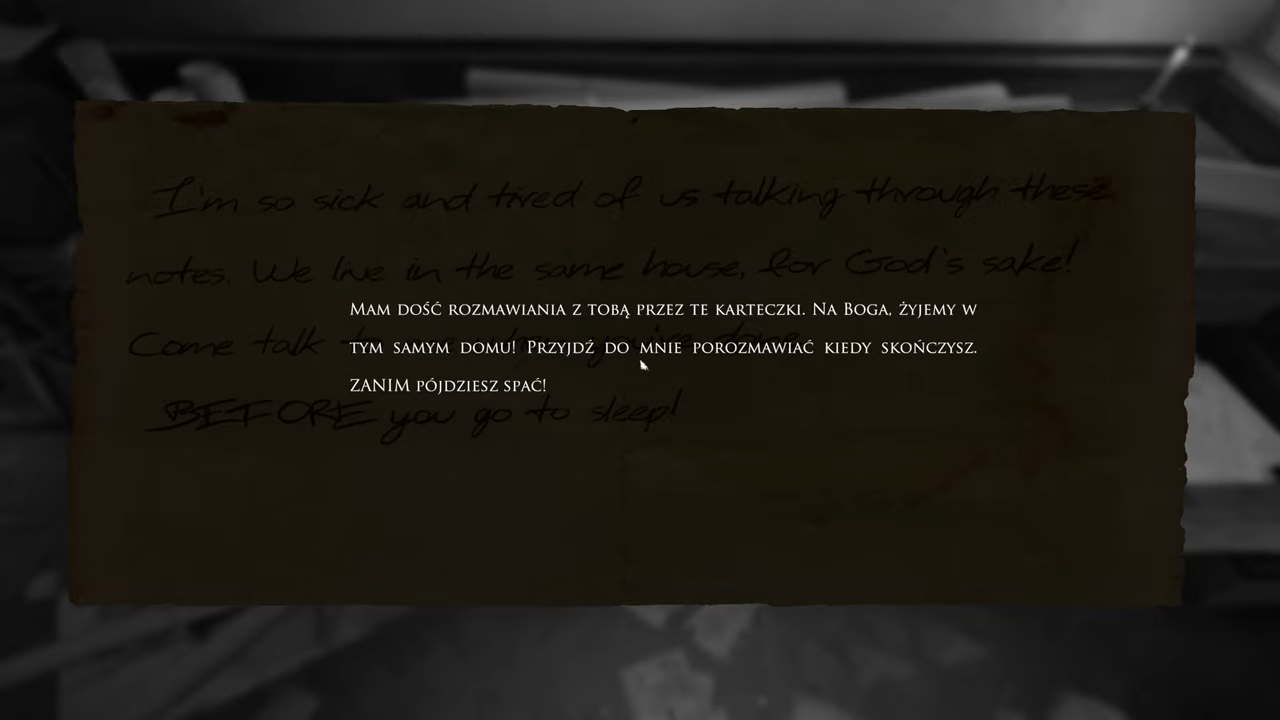 I'm so sick and tired of us talking through these
notes. We live in the same house, for God's sake!
Mam dość rozmawiania z tobą przez te karteczki. Na Boga, żyjemy w
Come talk
tym samym domu! Przyjdź do mnie porozmawiać kiedy skończysz.
ZANIM pójdziesz spać!
BEFORE you go to sleep!